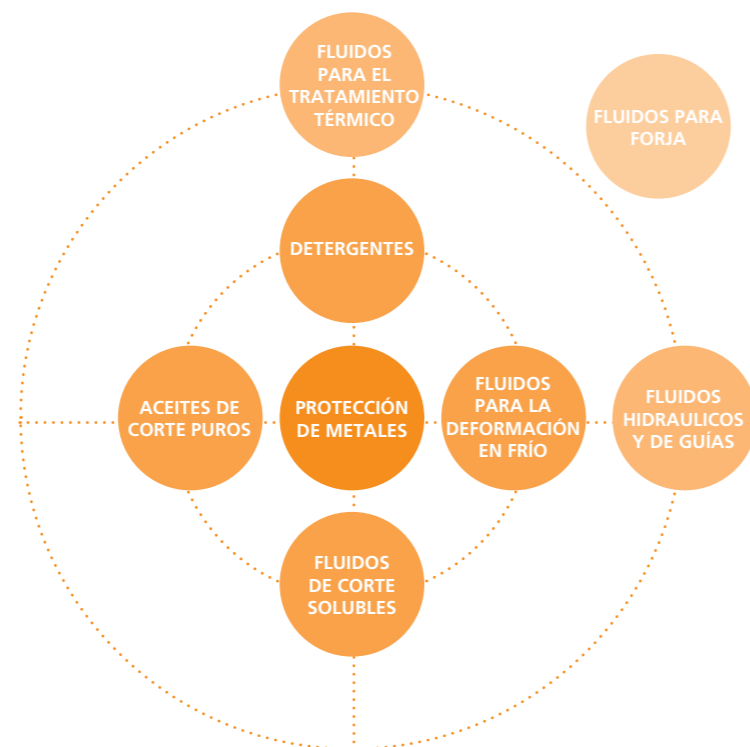 FLUIDOS
PARA EL
TRATAMIENTO
TÉRMICO
FLUIDOS PARA
FORJA
DETERGENTES
ACEITES DE
CORTE PUROS
PROTECCIÓN
DE METALES
FLUIDOS
PARA LA
DEFORMACIÓN
EN FRÍO
FLUIDOS
HIDRAULICOS
Y DE GUÍAS
FLUIDOS
DE CORTE
SOLUBLES